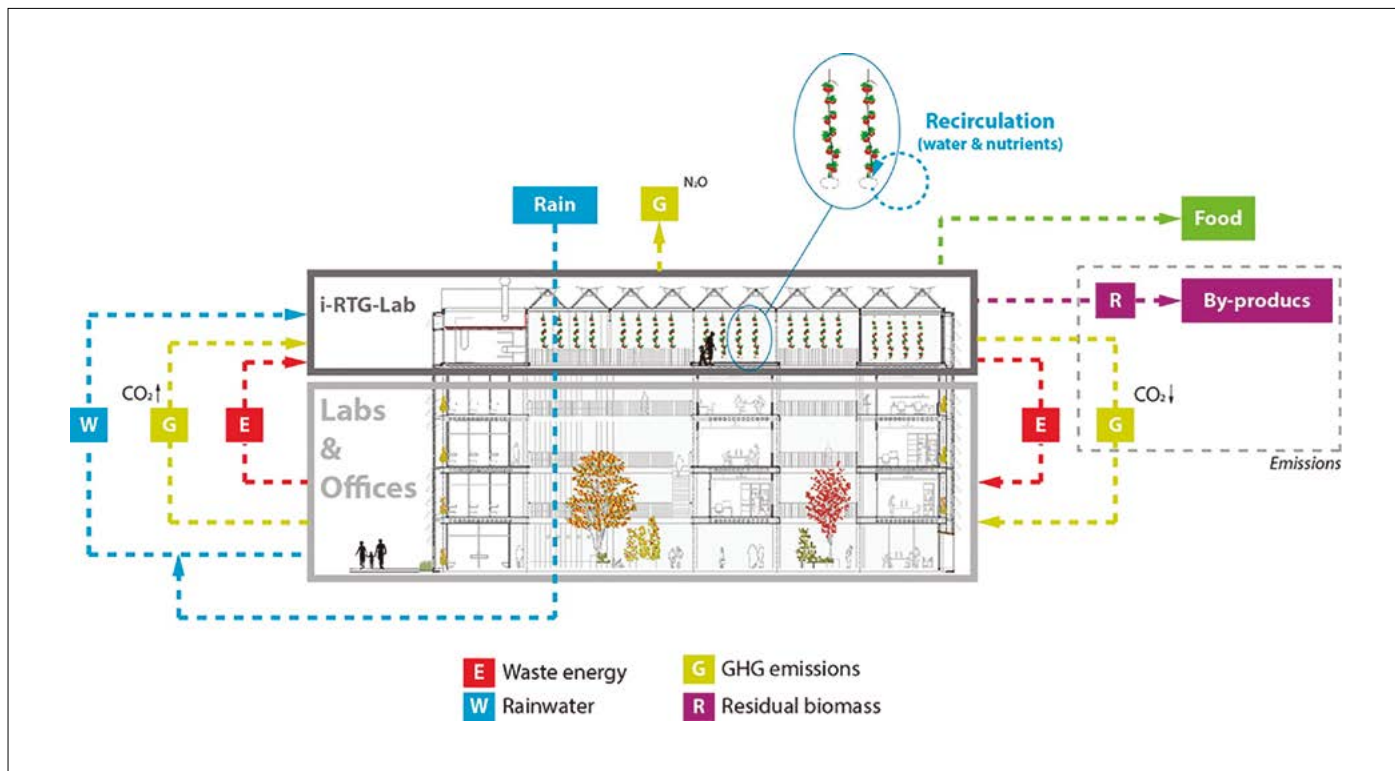 Recirculation
(water & nutrients)
Rain
G
N₂O
Food
i-RTG-Lab
R
By-producs
CO₂↑
CO₂↓
W
G
E
E
G
Labs
&
Offices
Emissions
E Waste energy
G GHG emissions
W Rainwater
R Residual biomass